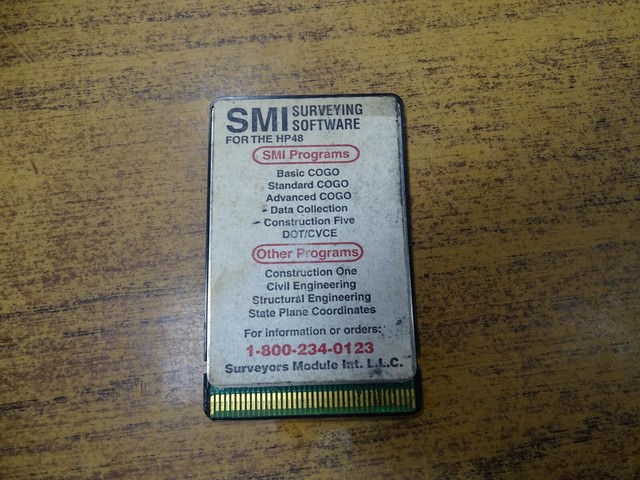 SMI SURVEYING
SOFTWARE
FOR THE HP48
SMI Programs
Basic COGO
Standard COGO
Advanced COGO
- Data Collection
- Construction Five
DOT/CVCE
Other Programs
Construction One
Civil Engineering
Structural Engineering
State Plane Coordinates
For information or orders:
1-800-234-0123
Surveyors Module Int. L.L.C.